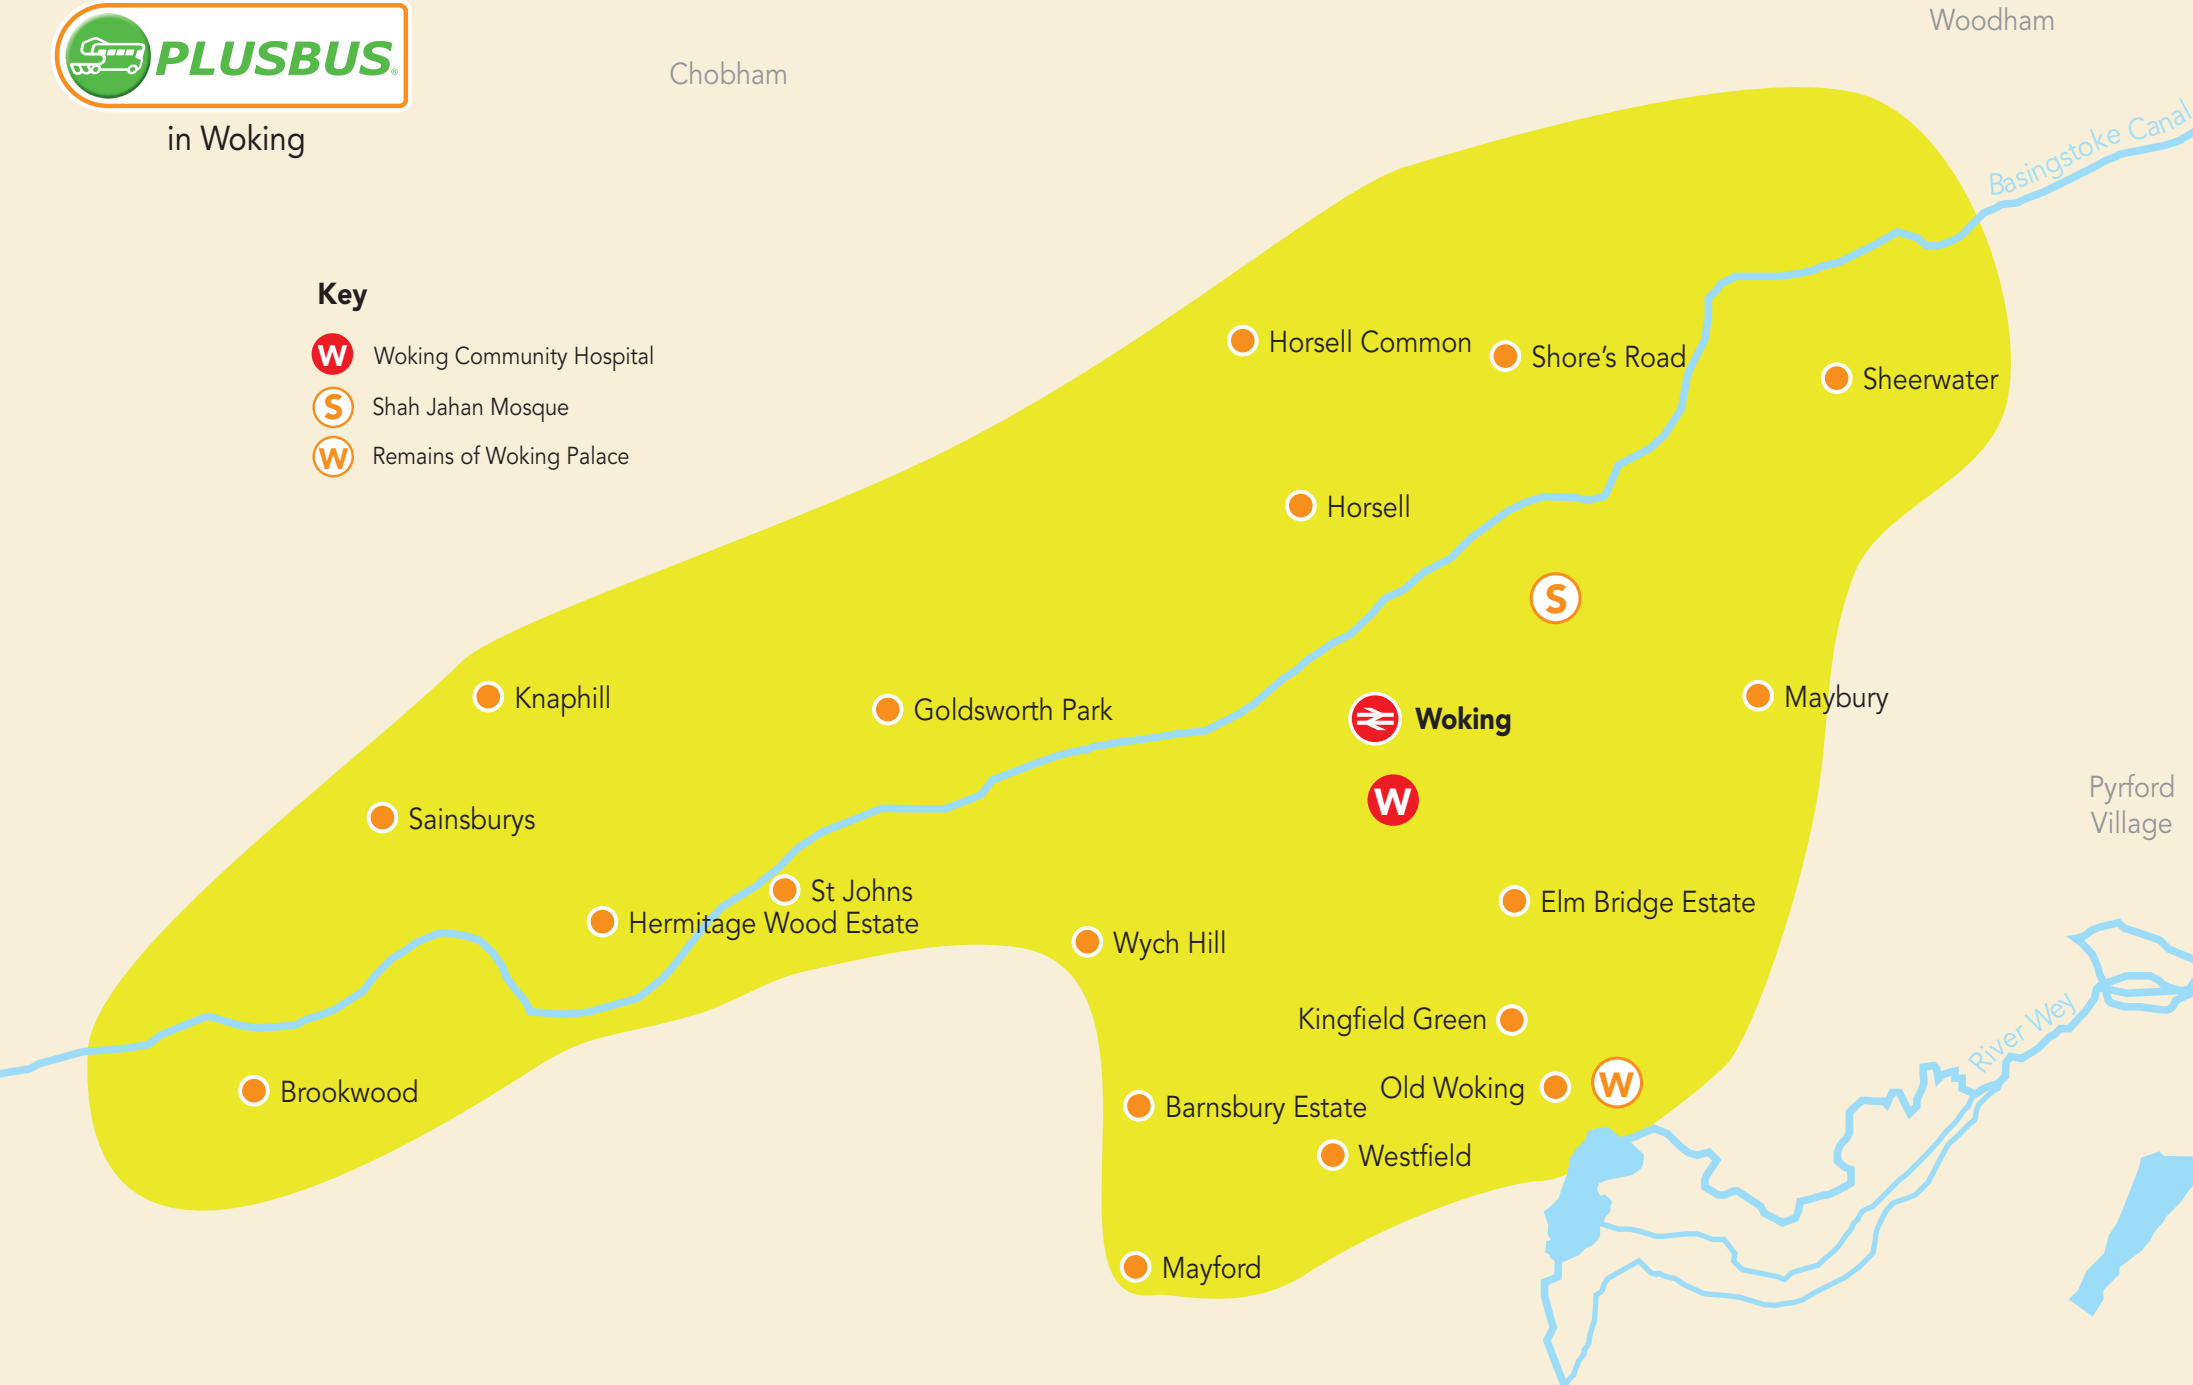 PLUSBUS®
in Woking
Woodham
Chobham
Basingstoke Canal
Key
W Woking Community Hospital
S Shah Jahan Mosque
W Remains of Woking Palace
Horsell Common
Shore's Road
Sheerwater
Horsell
S
Knaphill
Goldsworth Park
Woking
Maybury
W
Pyrford
Village
Sainsburys
St Johns
Hermitage Wood Estate
Elm Bridge Estate
Wych Hill
Kingfield Green
River Wey
Brookwood
Barnsbury Estate
Old Woking
W
Westfield
Mayford